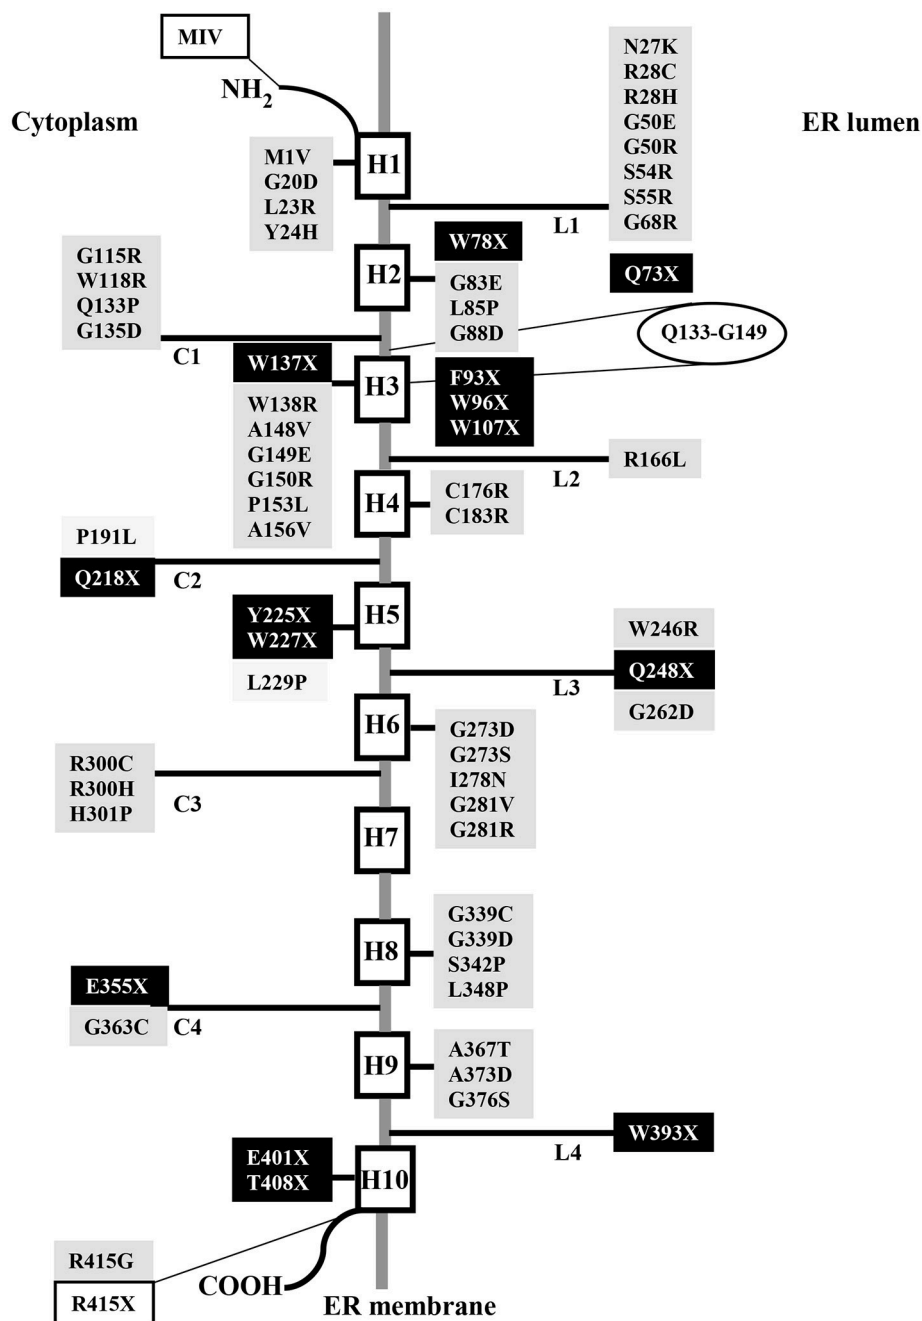 MIV
NH2
Cytoplasm
ER lumen
N27K
R28C
R28H
G50E
G50R
S54R
S55R
G68R
H1
M1V
G20D
L23R
Y24H
L1
W78X
Q73X
G115R
W118R
Q133P
G135D
H2
G83E
L85P
G88D
Q133-G149
C1
W137X
H3
F93X
W96X
W107X
W138R
A148V
G149E
G150R
P153L
A156V
L2
R166L
H4
C176R
C183R
P191L
Q218X
C2
Y225X
W227X
L229P
H5
W246R
Q248X
G262D
L3
H6
G273D
G273S
I278N
G281V
G281R
R300C
R300H
H301P
C3
H7
G339C
G339D
S342P
L348P
H8
E355X
G363C
C4
H9
A367T
A373D
G376S
L4
W393X
E401X
T408X
H10
R415G
R415X
COOH
ER membrane